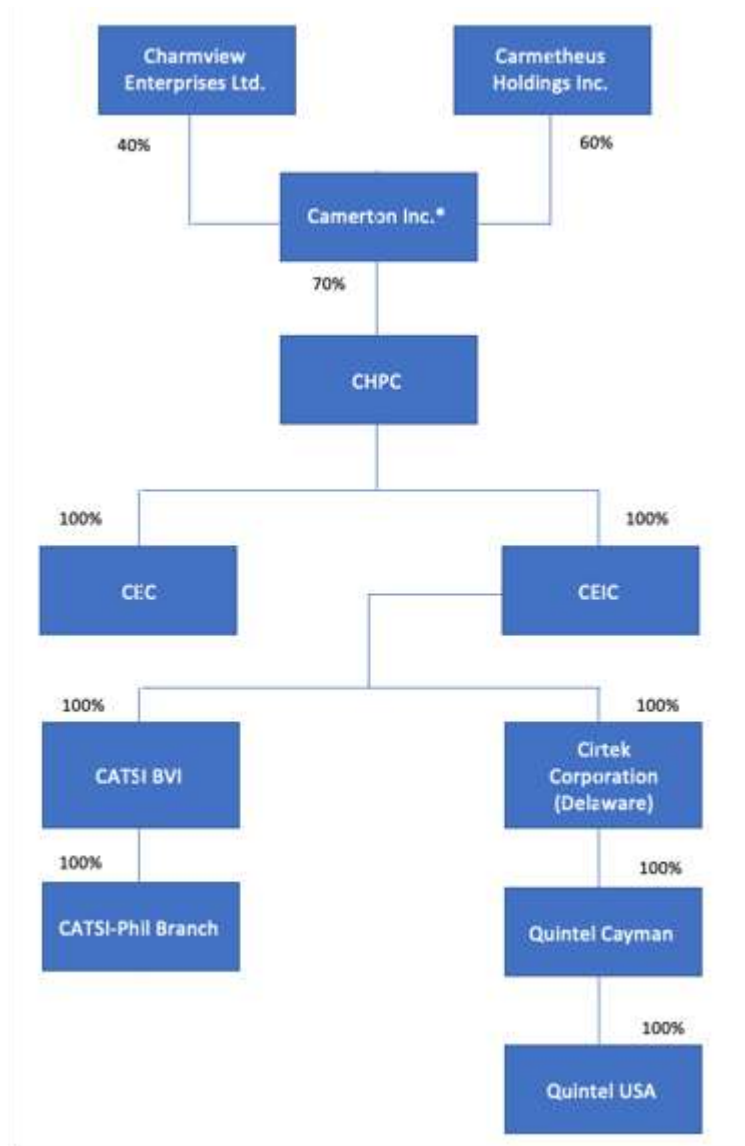 Charmview
Enterprises Ltd.
Carmetheus
Holdings Inc.
40%
60%
Camerton Inc.*
70%
CHPC
100%
100%
CEC
CEIC
100%
100%
CATSI BVI
Cirtek
Corporation
(Delaware)
100%
100%
CATSI-Phil Branch
Quintel Cayman
100%
Quintel USA